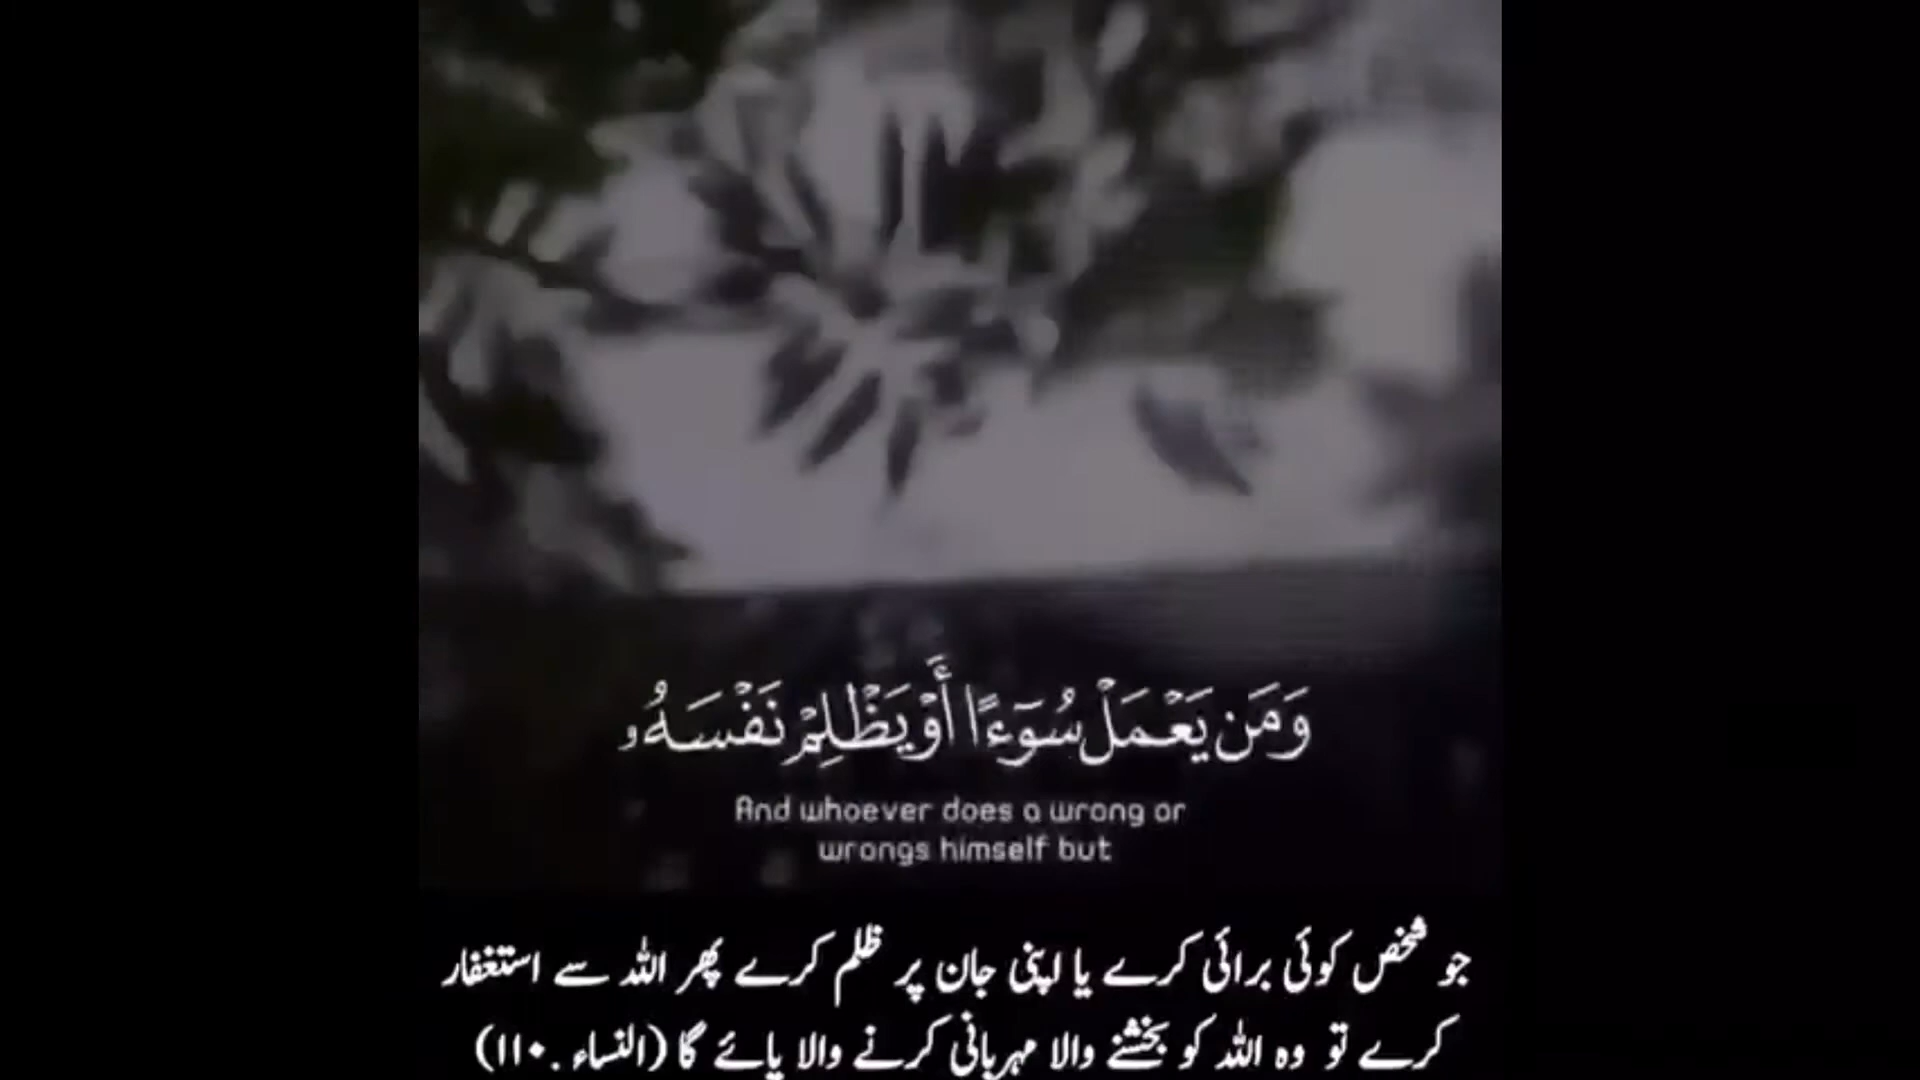 وَمَن يَعْمَلْ سُوٓءًا أَوْ يَظْلِمْ نَفْسَهُۥ
And whoever does a wrong or
wrongs himself but
جو شخص کوئی برائی کرے یا اپنی جان پر ظلم کرے پھر اللہ سے استغفار
کرے تو وہ اللہ کو بخشنے والا مہربانی کرنے والا پائے گا (النساء .۱۱۰)